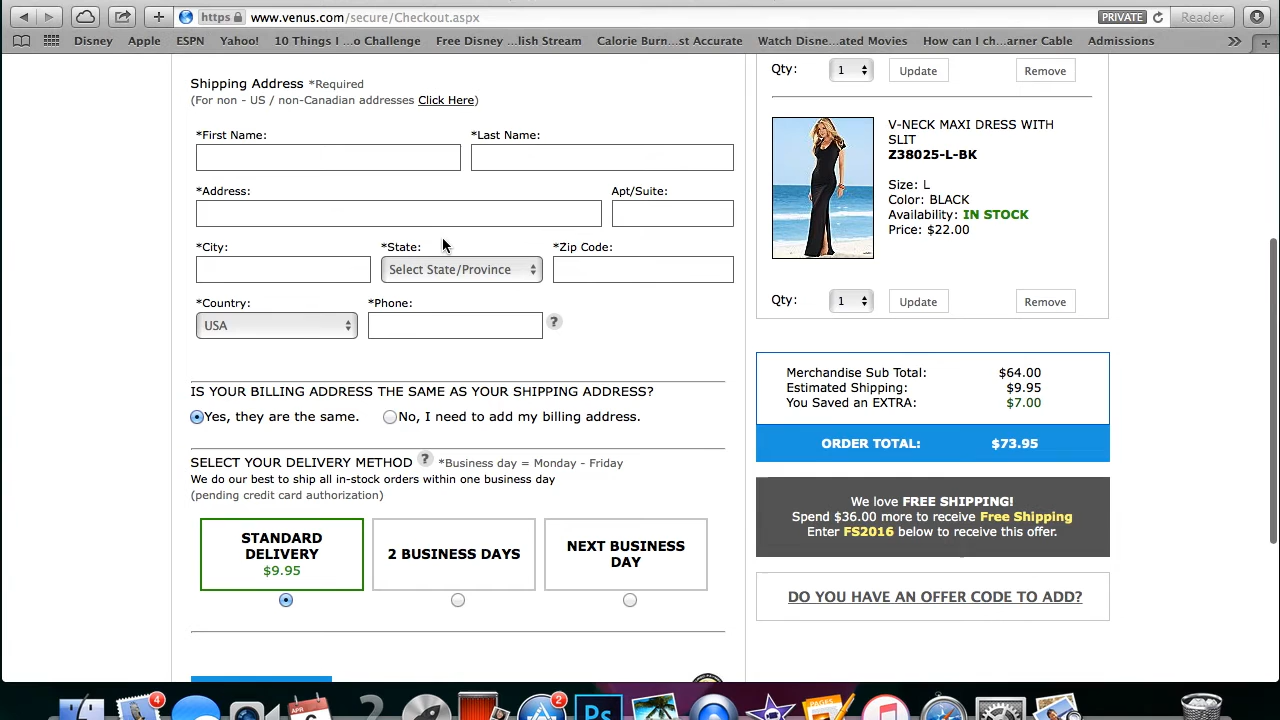 https www.venus.com/secure/Checkout.aspx PRIVATE Reader
Disney Apple ESPN Yahoo! 10 Things I ...o Challenge Free Disney ...lish Stream Calorie Burn...st Accurate Watch Disne...ated Movies How can I ch...arner Cable Admissions
Shipping Address *Required
(For non - US / non-Canadian addresses Click Here)
*First Name: *Last Name:
*Address: Apt/Suite:
*City: *State: *Zip Code:
Select State/Province
*Country: *Phone:
USA ?
IS YOUR BILLING ADDRESS THE SAME AS YOUR SHIPPING ADDRESS?
Yes, they are the same. No, I need to add my billing address.
SELECT YOUR DELIVERY METHOD ? *Business day = Monday - Friday
We do our best to ship all in-stock orders within one business day
(pending credit card authorization)
STANDARD DELIVERY
$9.95
2 BUSINESS DAYS
NEXT BUSINESS DAY
Qty: 1 Update Remove
V-NECK MAXI DRESS WITH
SLIT
Z38025-L-BK
Size: L
Color: BLACK
Availability: IN STOCK
Price: $22.00
Qty: 1 Update Remove
Merchandise Sub Total: $64.00
Estimated Shipping: $9.95
You Saved an EXTRA: $7.00
ORDER TOTAL: $73.95
We love FREE SHIPPING!
Spend $36.00 more to receive Free Shipping
Enter FS2016 below to receive this offer.
DO YOU HAVE AN OFFER CODE TO ADD?
4 APR ? 2 Ps